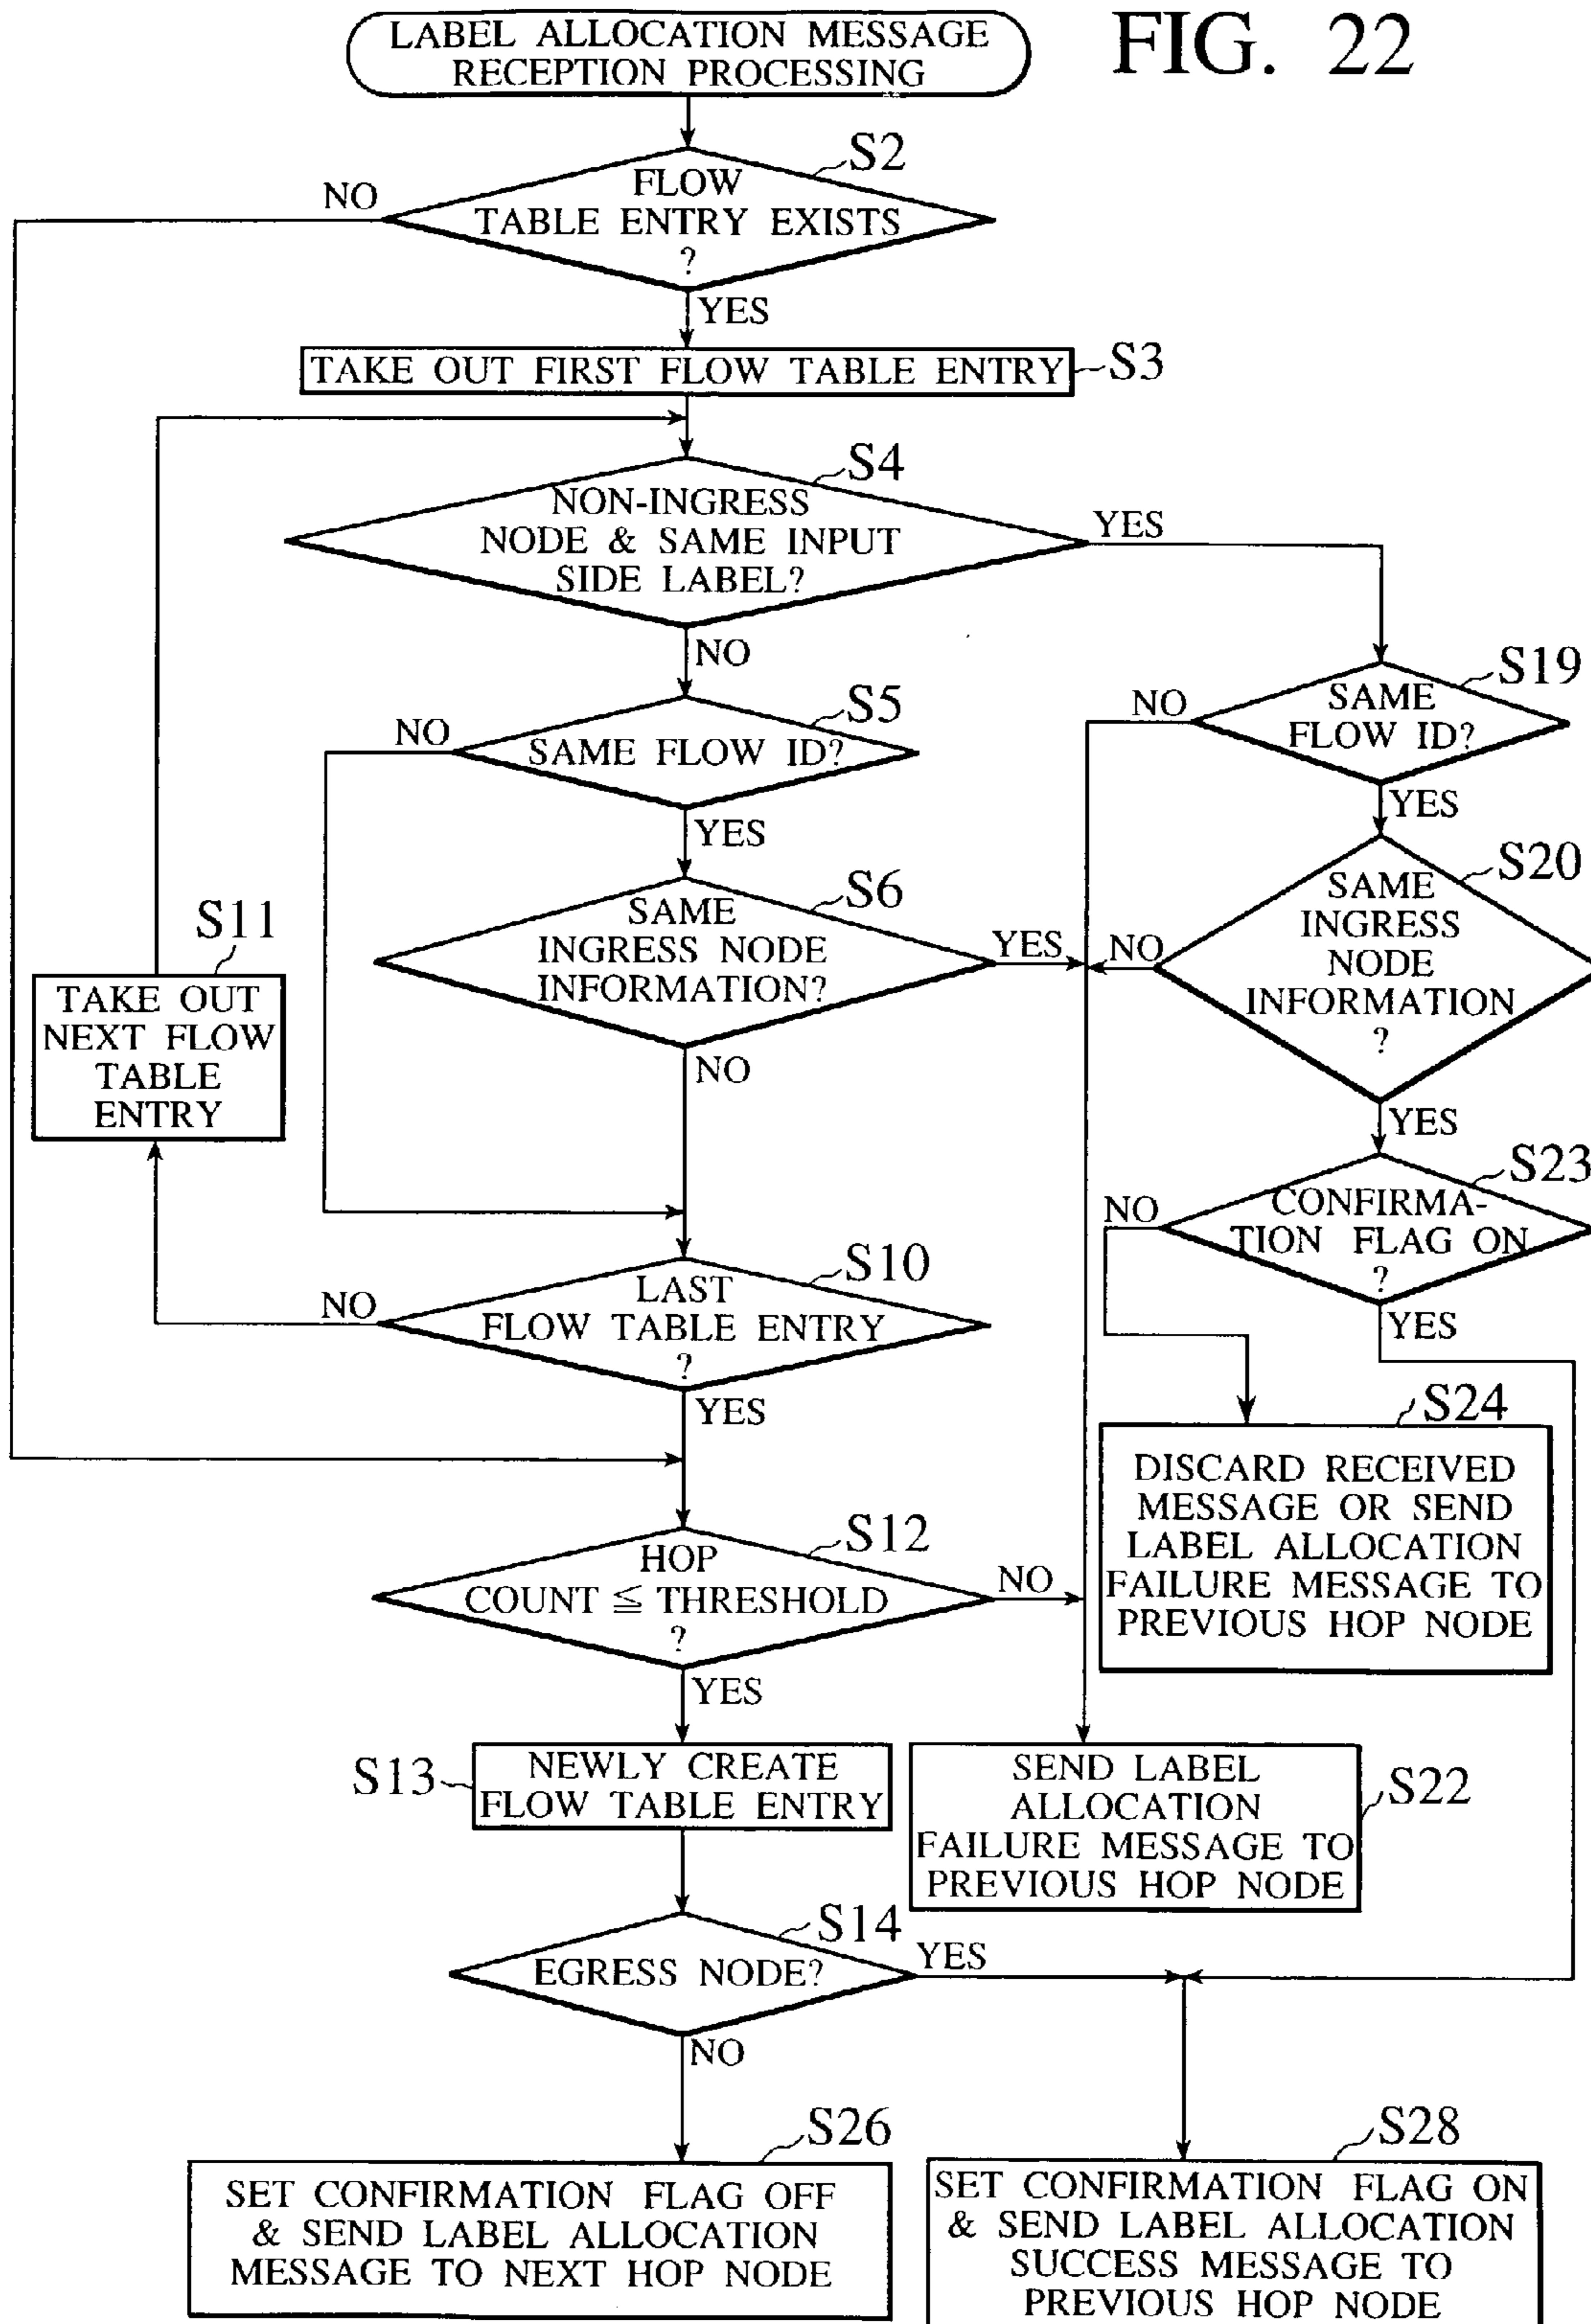 LABEL ALLOCATION MESSAGE
RECEPTION PROCESSING
FIG. 22
S2
FLOW
TABLE ENTRY EXISTS
?
NO
YES
TAKE OUT FIRST FLOW TABLE ENTRY
S3
S4
NON-INGRESS
NODE & SAME INPUT
SIDE LABEL?
YES
NO
S5
SAME FLOW ID?
NO
YES
S19
SAME
FLOW ID?
NO
YES
S6
SAME
INGRESS NODE
INFORMATION?
YES
NO
S20
SAME
INGRESS
NODE
INFORMATION
?
NO
YES
S11
TAKE OUT
NEXT FLOW
TABLE
ENTRY
S23
CONFIRMA-
TION FLAG ON
?
NO
YES
S10
LAST
FLOW TABLE ENTRY
?
NO
YES
S24
DISCARD RECEIVED
MESSAGE OR SEND
LABEL ALLOCATION
FAILURE MESSAGE TO
PREVIOUS HOP NODE
S12
HOP
COUNT ≦ THRESHOLD
?
NO
YES
S13
NEWLY CREATE
FLOW TABLE ENTRY
SEND LABEL
ALLOCATION
FAILURE MESSAGE TO
PREVIOUS HOP NODE
S22
S14
EGRESS NODE?
YES
NO
S26
SET CONFIRMATION FLAG OFF
& SEND LABEL ALLOCATION
MESSAGE TO NEXT HOP NODE
S28
SET CONFIRMATION FLAG ON
& SEND LABEL ALLOCATION
SUCCESS MESSAGE TO
PREVIOUS HOP NODE